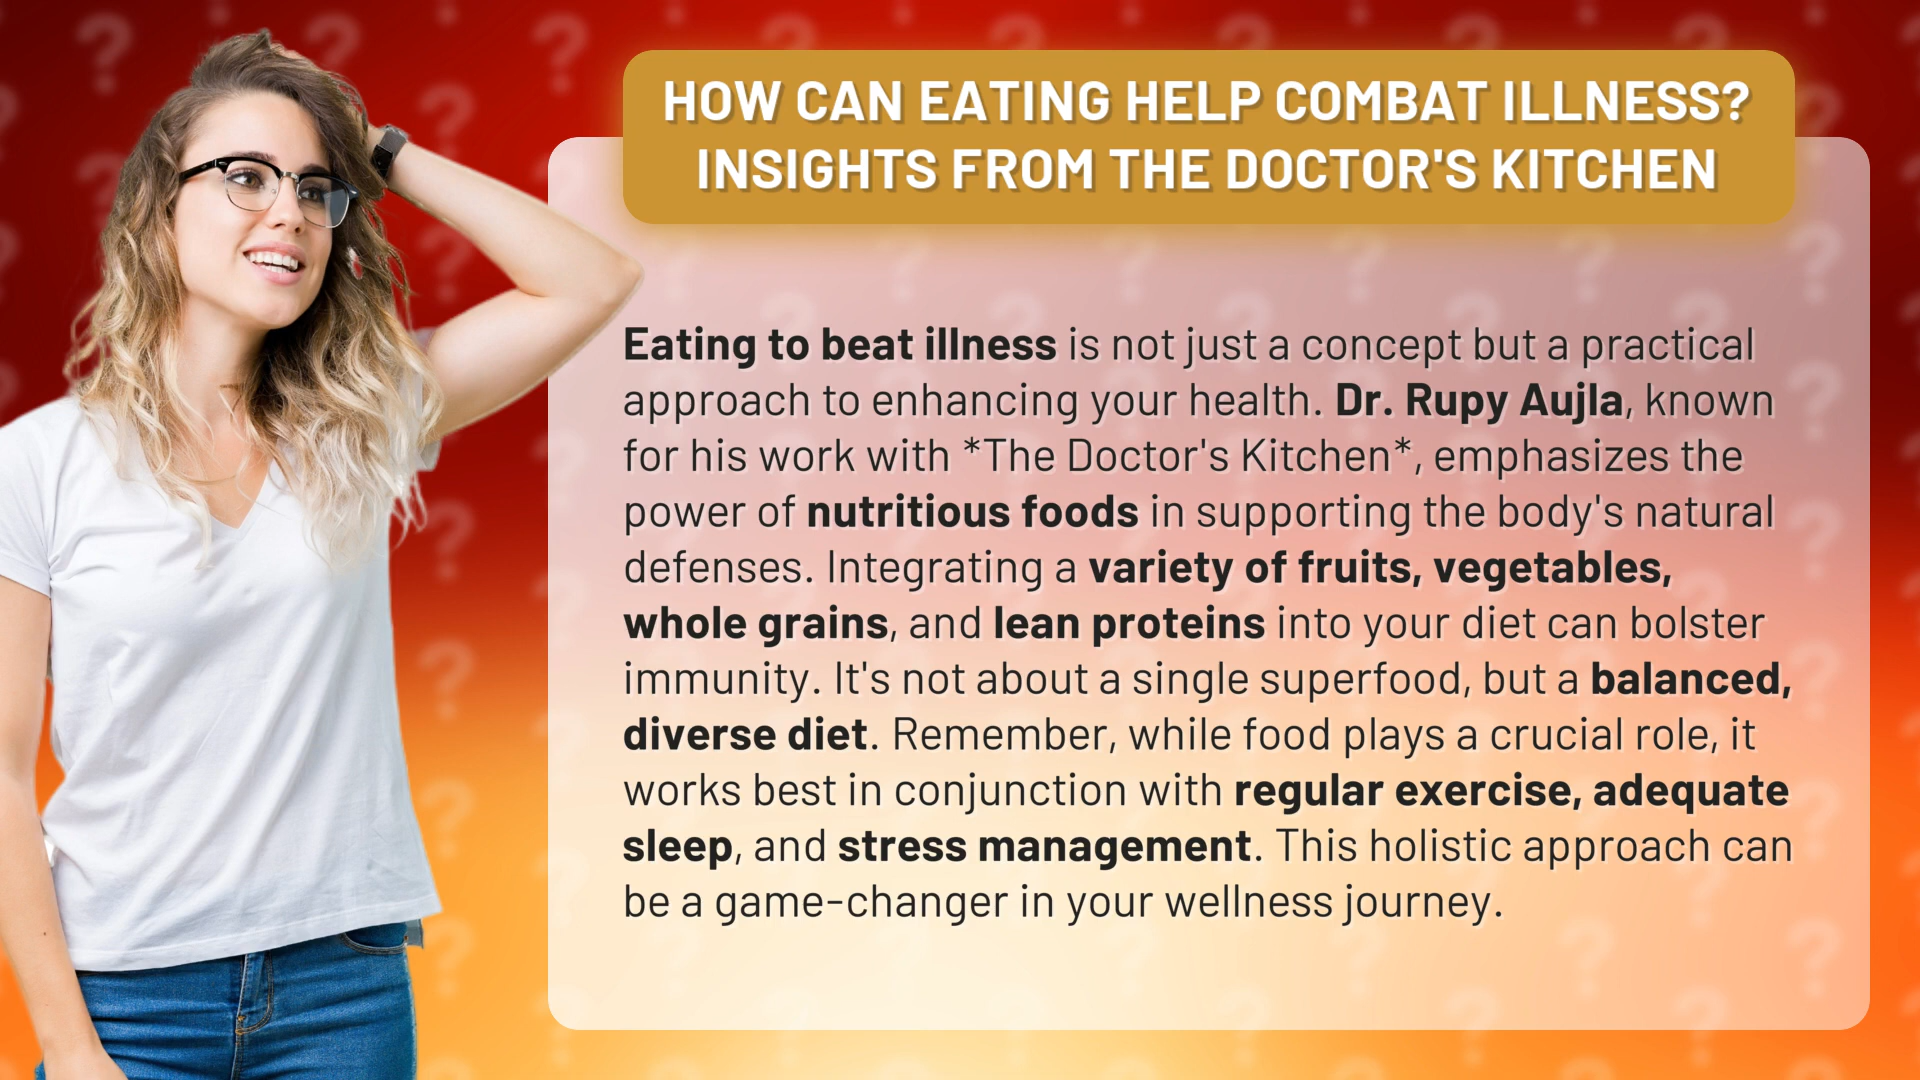 HOW CAN EATING HELP COMBAT ILLNESS?
INSIGHTS FROM THE DOCTOR'S KITCHEN
Eating to beat illness is not just a concept but a practical
approach to enhancing your health. Dr. Rupy Aujla, known
for his work with *The Doctor's Kitchen*, emphasizes the
power of nutritious foods in supporting the body's natural
defenses. Integrating a variety of fruits, vegetables,
whole grains, and lean proteins into your diet can bolster
immunity. It's not about a single superfood, but a balanced,
diverse diet. Remember, while food plays a crucial role, it
works best in conjunction with regular exercise, adequate
sleep, and stress management. This holistic approach can
be a game-changer in your wellness journey.